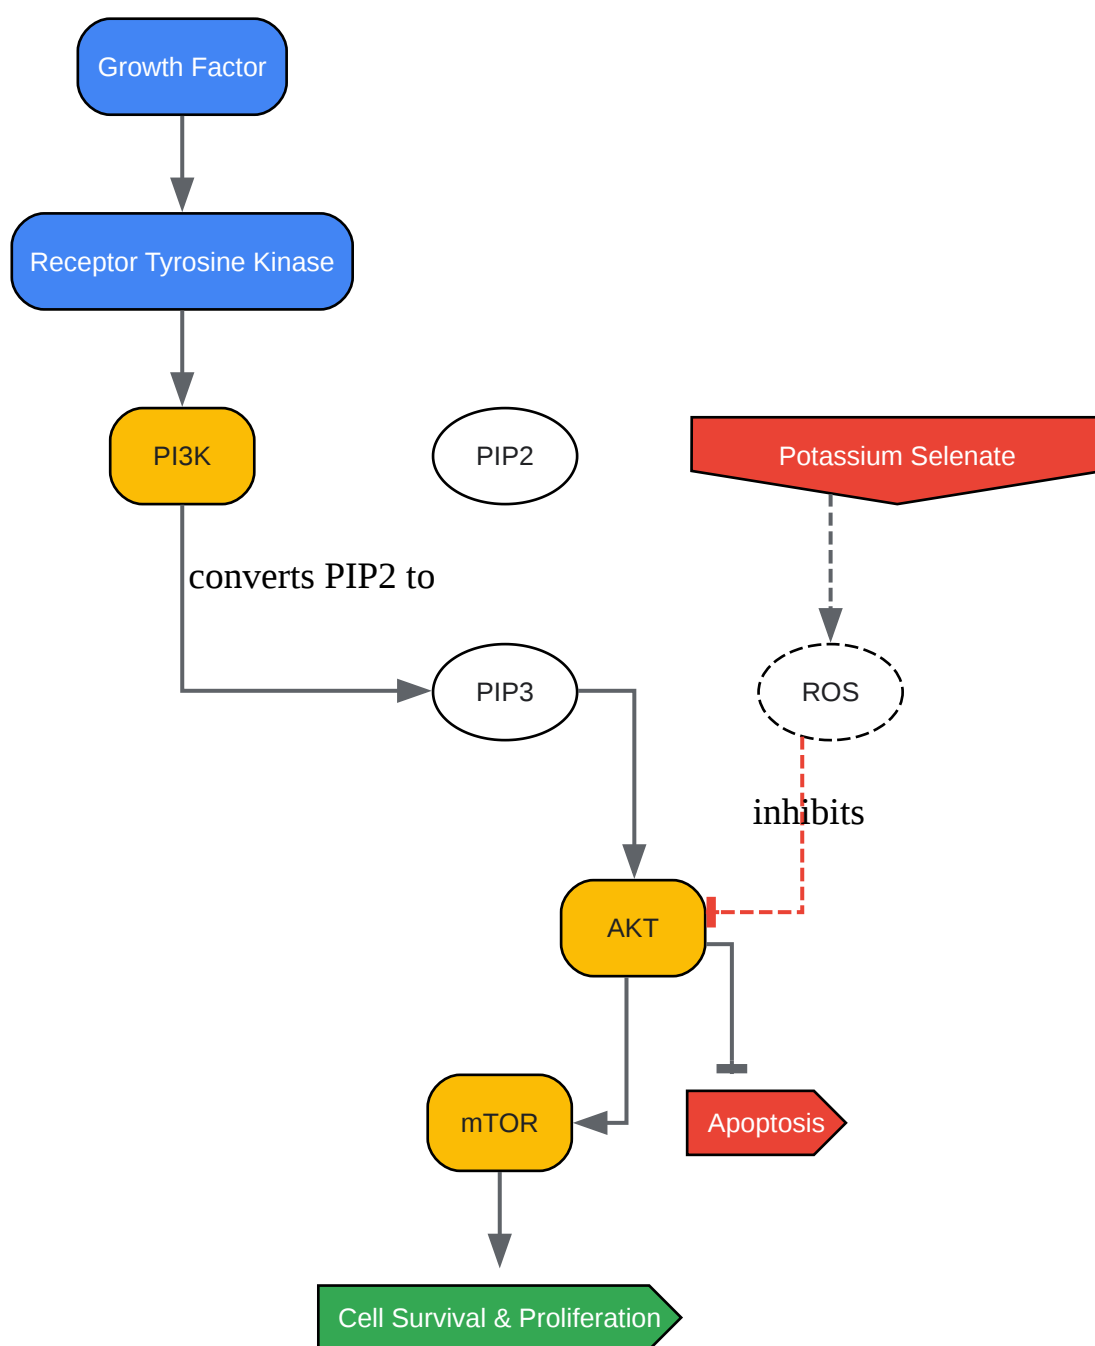 Growth Factor
Receptor Tyrosine Kinase
PI3K
PIP2
Potassium Selenate
converts PIP2 to
PIP3
ROS
inhibits
AKT
mTOR
Apoptosis
Cell Survival & Proliferation